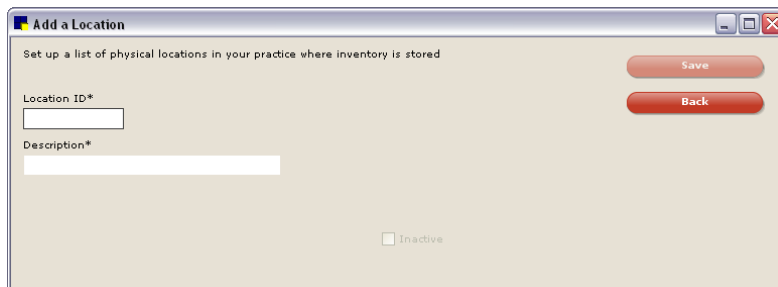 Add a Location
Set up a list of physical locations in your practice where inventory is stored
Save
Location ID*
Back
Description*
Inactive